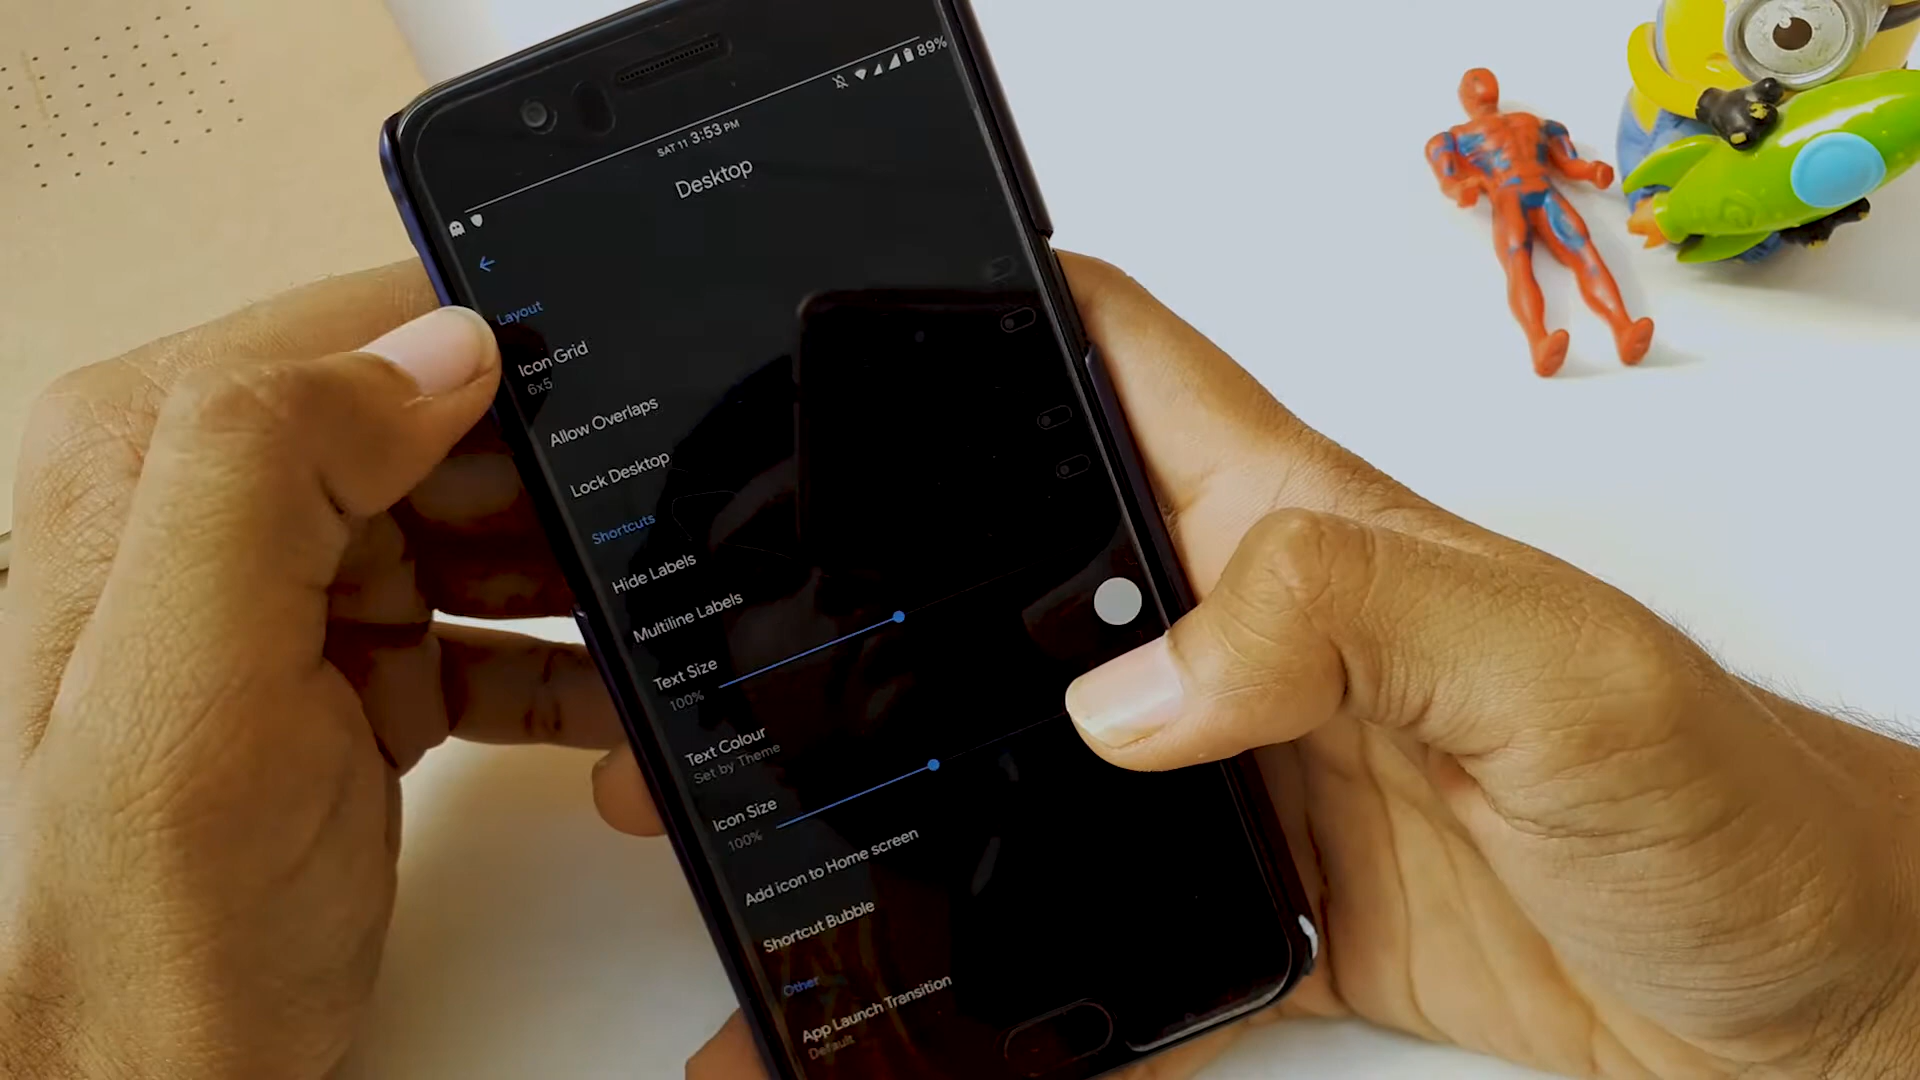 89%
SAT 11 3:53 PM
Desktop
Layout
Icon Grid
6x5
Allow Overlaps
Lock Desktop
Shortcuts
Hide Labels
Multiline Labels
Text Size
100%
Text Colour
Set by Theme
Icon Size
100%
Add icon to Home screen
Shortcut Bubble
Other
App Launch Transition
Default